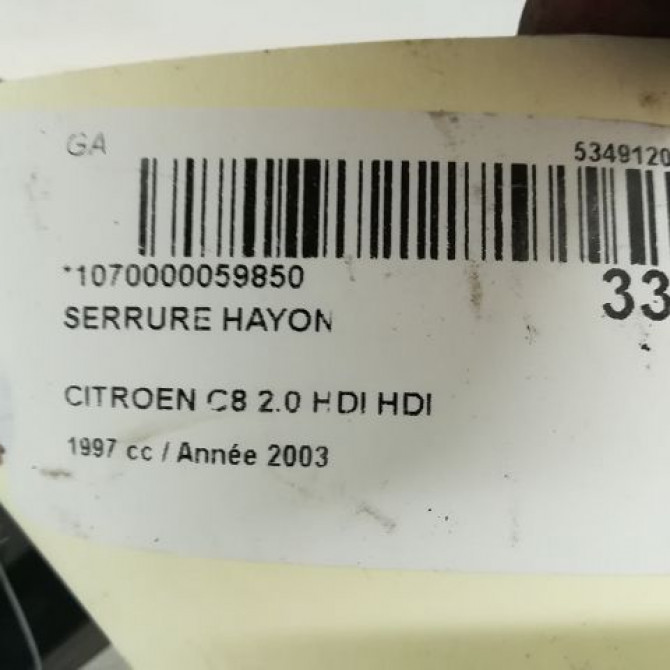 GA
5349120
*1070000059850
33
SERRURE HAYON
CITROEN C8 2.0 HDI HDI
1997 cc / Année 2003